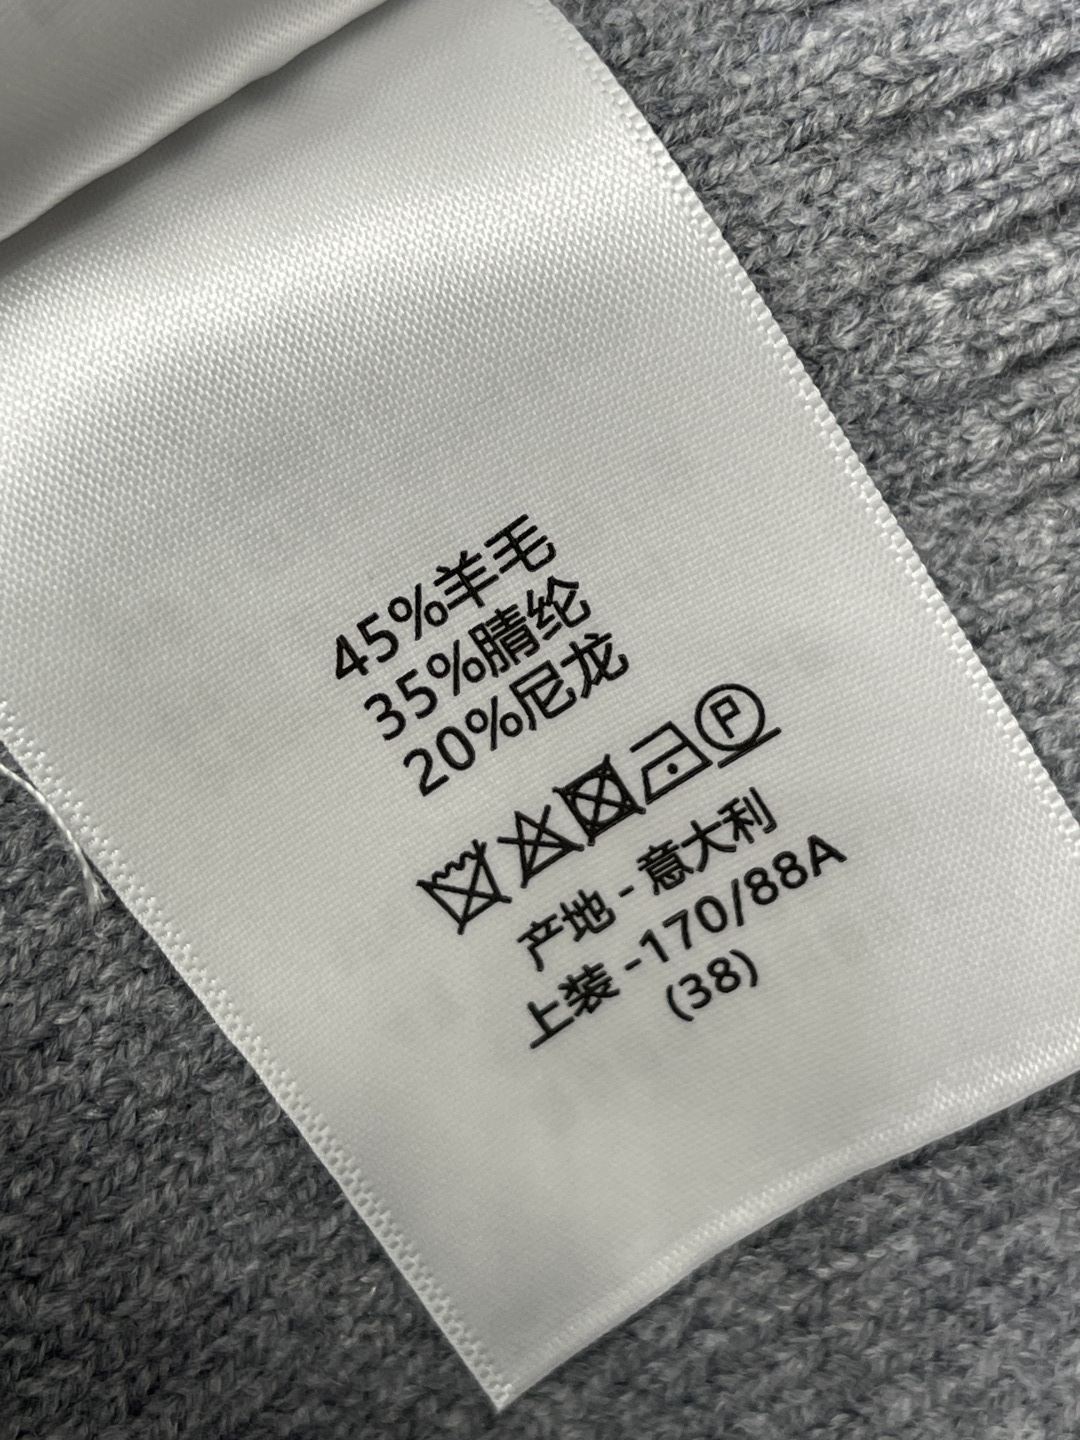 45%羊毛
35%腈纶
20%尼龙
P
产地 - 意大利
上装 -170/88A
(38)